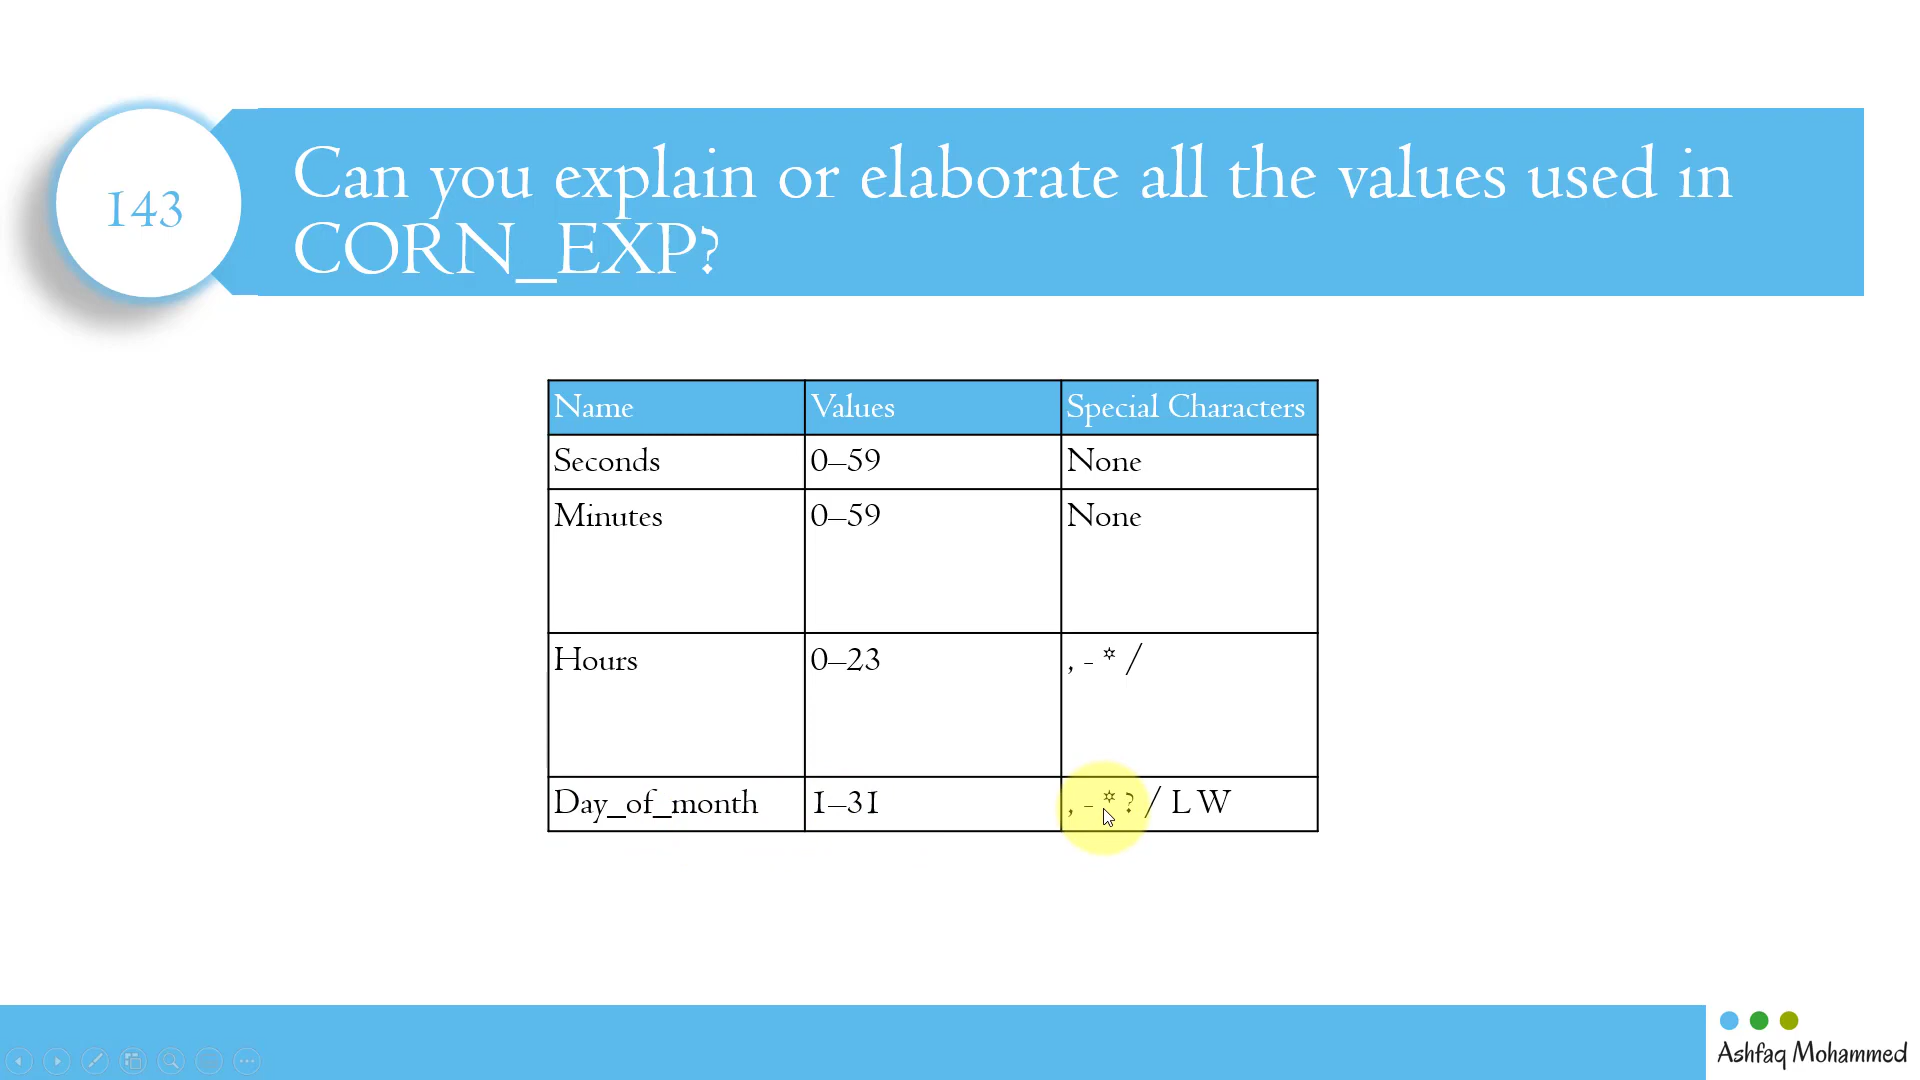 143
Can you explain or elaborate all the values used in
CORN_EXP?
Name Values Special Characters
Seconds 0–59 None
Minutes 0–59 None
Hours 0–23 , - * /
Day_of_month 1–31 , - * ? / L W
Ashfaq Mohammed